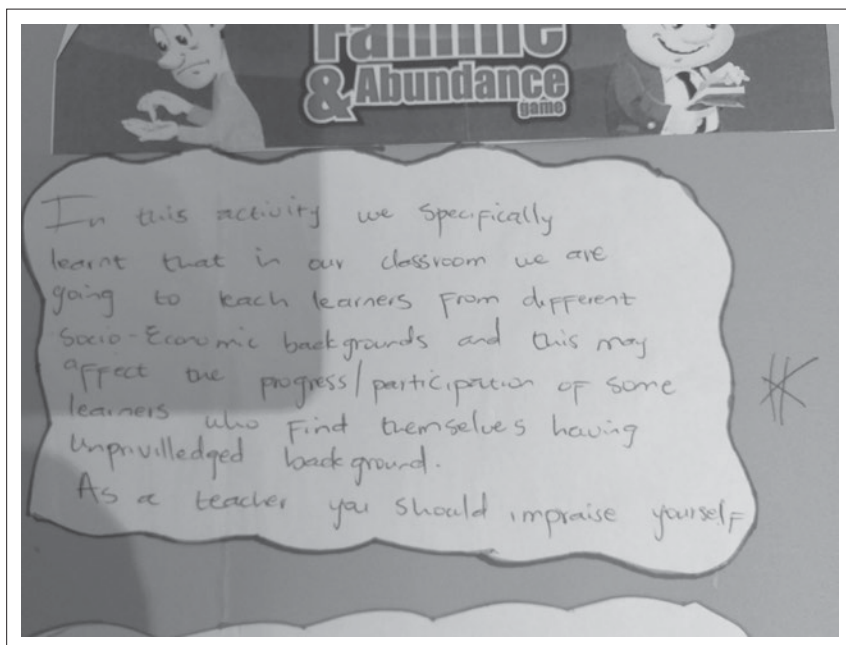 Famine
& Abundance
game
In this activity we specifically
learnt that in our classroom we are
going to teach learners from different
Socio-Economic backgrounds and this may
affect the progress/participation of some
learners who find themselves having
Unprivilledged background.
As a teacher you should impraise yourself